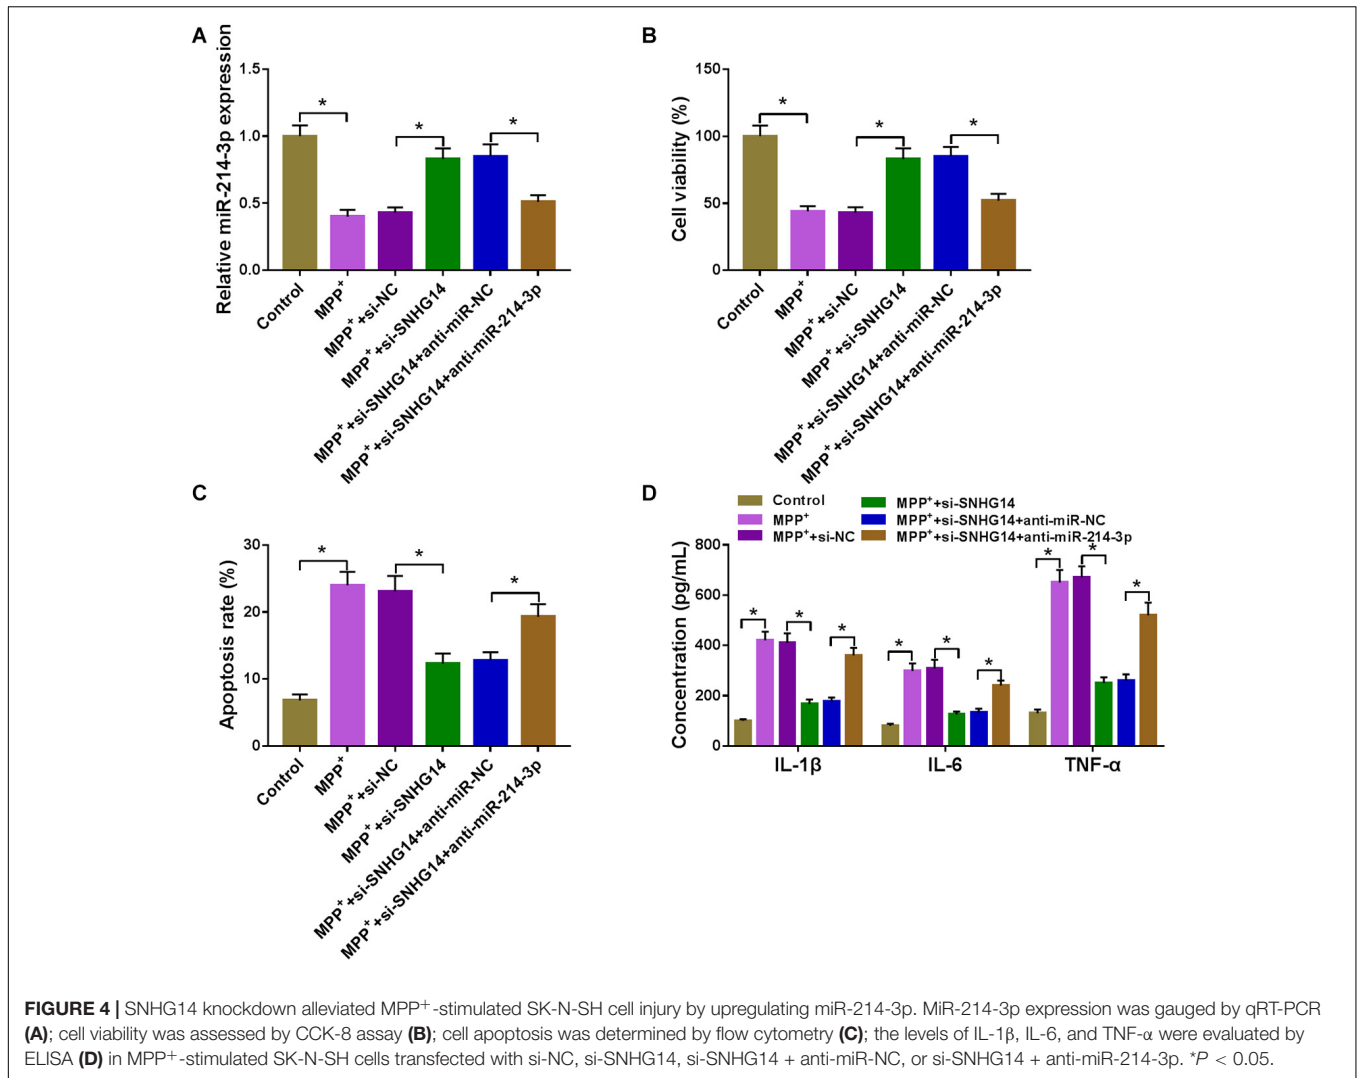 A
Relative miR-214-3p expression
1.5
1.0
0.5
0.0
*
*
*
Control
MPP+
MPP++si-NC
MPP++si-SNHG14
MPP++si-SNHG14+anti-miR-NC
MPP++si-SNHG14+anti-miR-214-3p
B
Cell viability (%)
150
100
50
0
*
*
*
Control
MPP+
MPP++si-NC
MPP++si-SNHG14
MPP++si-SNHG14+anti-miR-NC
MPP++si-SNHG14+anti-miR-214-3p
C
Apoptosis rate (%)
30
20
10
0
*
*
*
Control
MPP+
MPP++si-NC
MPP++si-SNHG14
MPP++si-SNHG14+anti-miR-NC
MPP++si-SNHG14+anti-miR-214-3p
D
Control
MPP+
MPP++si-NC
MPP++si-SNHG14
MPP++si-SNHG14+anti-miR-NC
MPP++si-SNHG14+anti-miR-214-3p
Concentration (pg/mL)
800
600
400
200
0
*
*
*
*
*
*
*
*
*
IL-1β
IL-6
TNF-α
FIGURE 4 | SNHG14 knockdown alleviated MPP+-stimulated SK-N-SH cell injury by upregulating miR-214-3p. MiR-214-3p expression was gauged by qRT-PCR
(A); cell viability was assessed by CCK-8 assay (B); cell apoptosis was determined by flow cytometry (C); the levels of IL-1β, IL-6, and TNF-α were evaluated by
ELISA (D) in MPP+-stimulated SK-N-SH cells transfected with si-NC, si-SNHG14, si-SNHG14 + anti-miR-NC, or si-SNHG14 + anti-miR-214-3p. *P < 0.05.